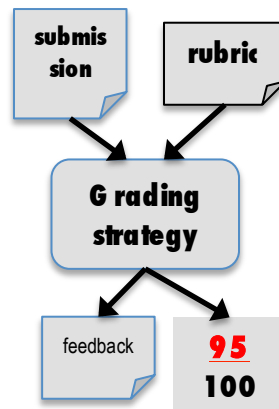 submis
sion
rubric
G rading
strategy
feedback
95
100